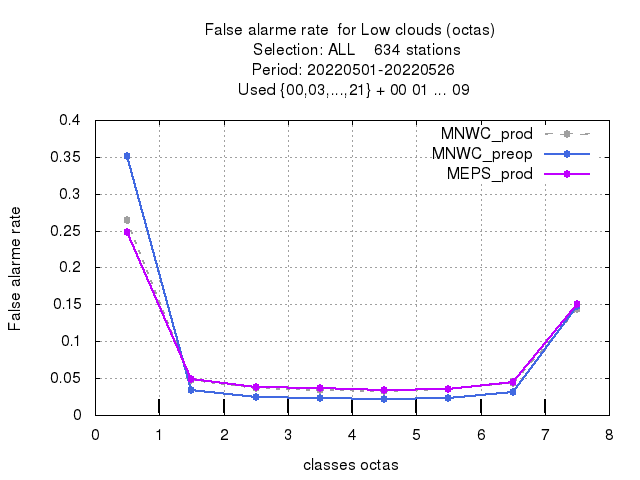 False alarme rate  for Low clouds (octas)
Selection: ALL    634 stations
Period: 20220501-20220526
Used {00,03,...,21} + 00 01 ... 09
MNWC_prod
MNWC_preop
MEPS_prod
0.4
0.35
0.3
0.25
0.2
0.15
0.1
0.05
0
False alarme rate
0 1 2 3 4 5 6 7 8
classes octas